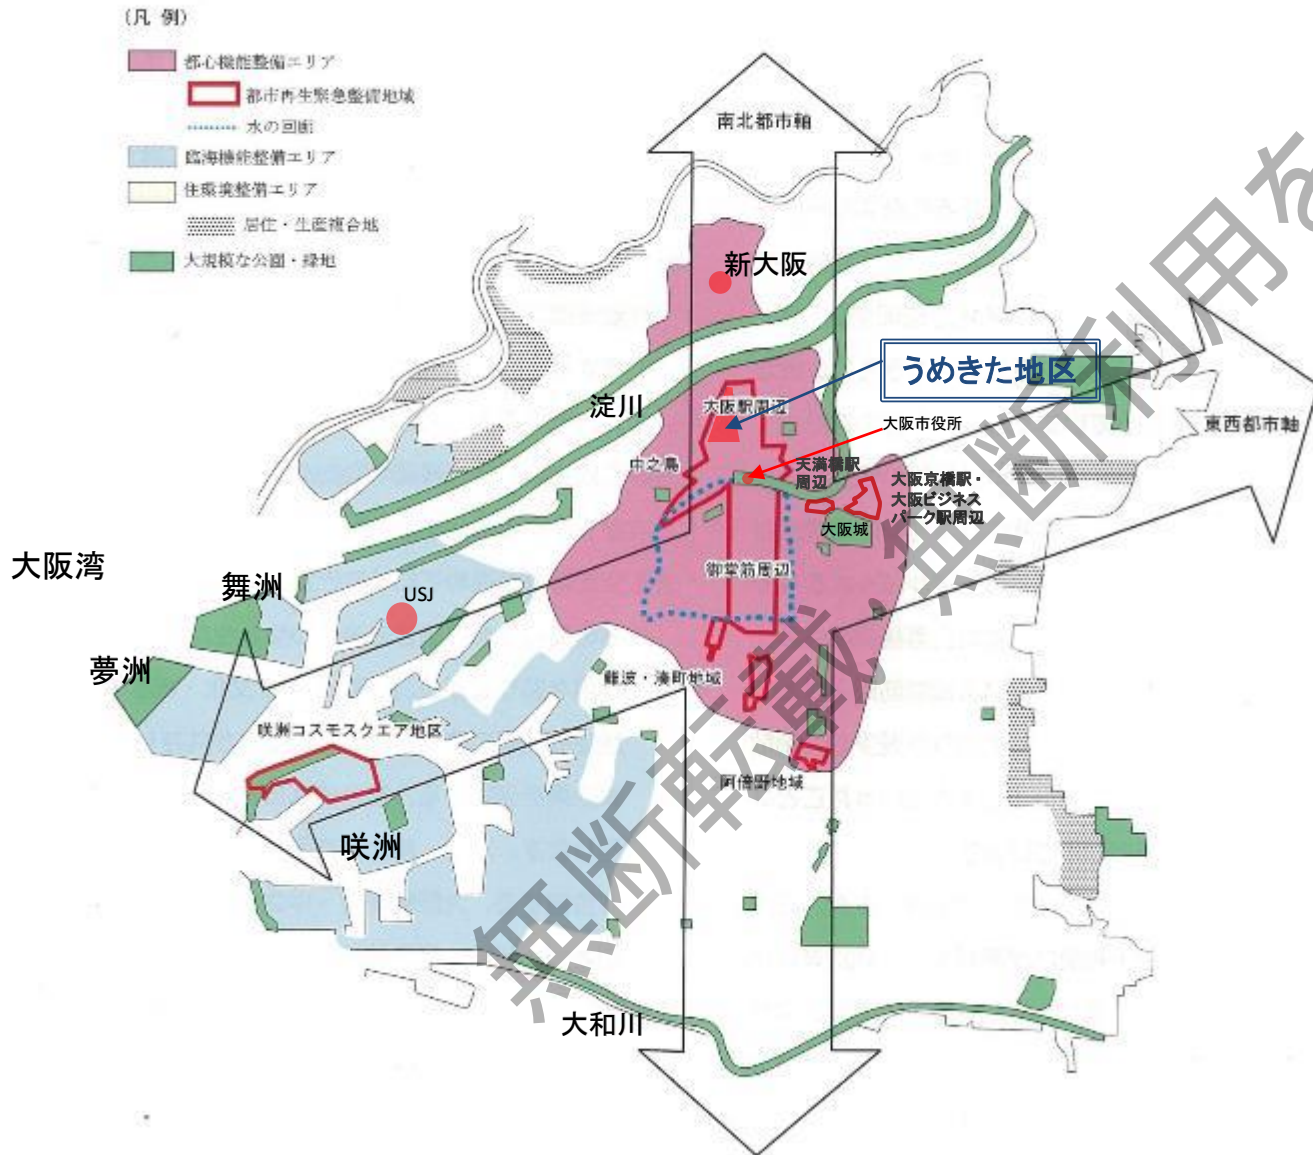 (凡 例)
都心機能整備エリア
都市再生緊急整備地域
水の回廊
臨海機能整備エリア
住環境整備エリア
居住・生産複合地
大規模な公園・緑地
南北都市軸
新大阪
うめきた地区
淀川
大阪駅周辺
大阪市役所
東西都市軸
中之島
天満橋駅
周辺
大阪京橋駅・
大阪ビジネス
パーク駅周辺
大阪城
大阪湾
舞洲
USJ
御堂筋周辺
夢洲
難波・湊町地域
咲洲コスモスクエア地区
阿倍野地域
咲洲
大和川
無断転載，無断利用を